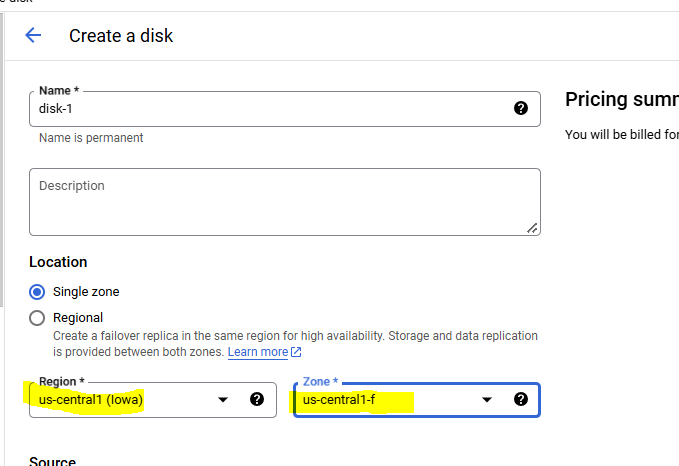 e disk
Create a disk
Name *
disk-1
Name is permanent
Pricing summ
You will be billed for
Description
Location
Single zone
Regional
Create a failover replica in the same region for high availability. Storage and data replication
is provided between both zones. Learn more
Region *
us-central1 (Iowa)
Zone *
us-central1-f
Source